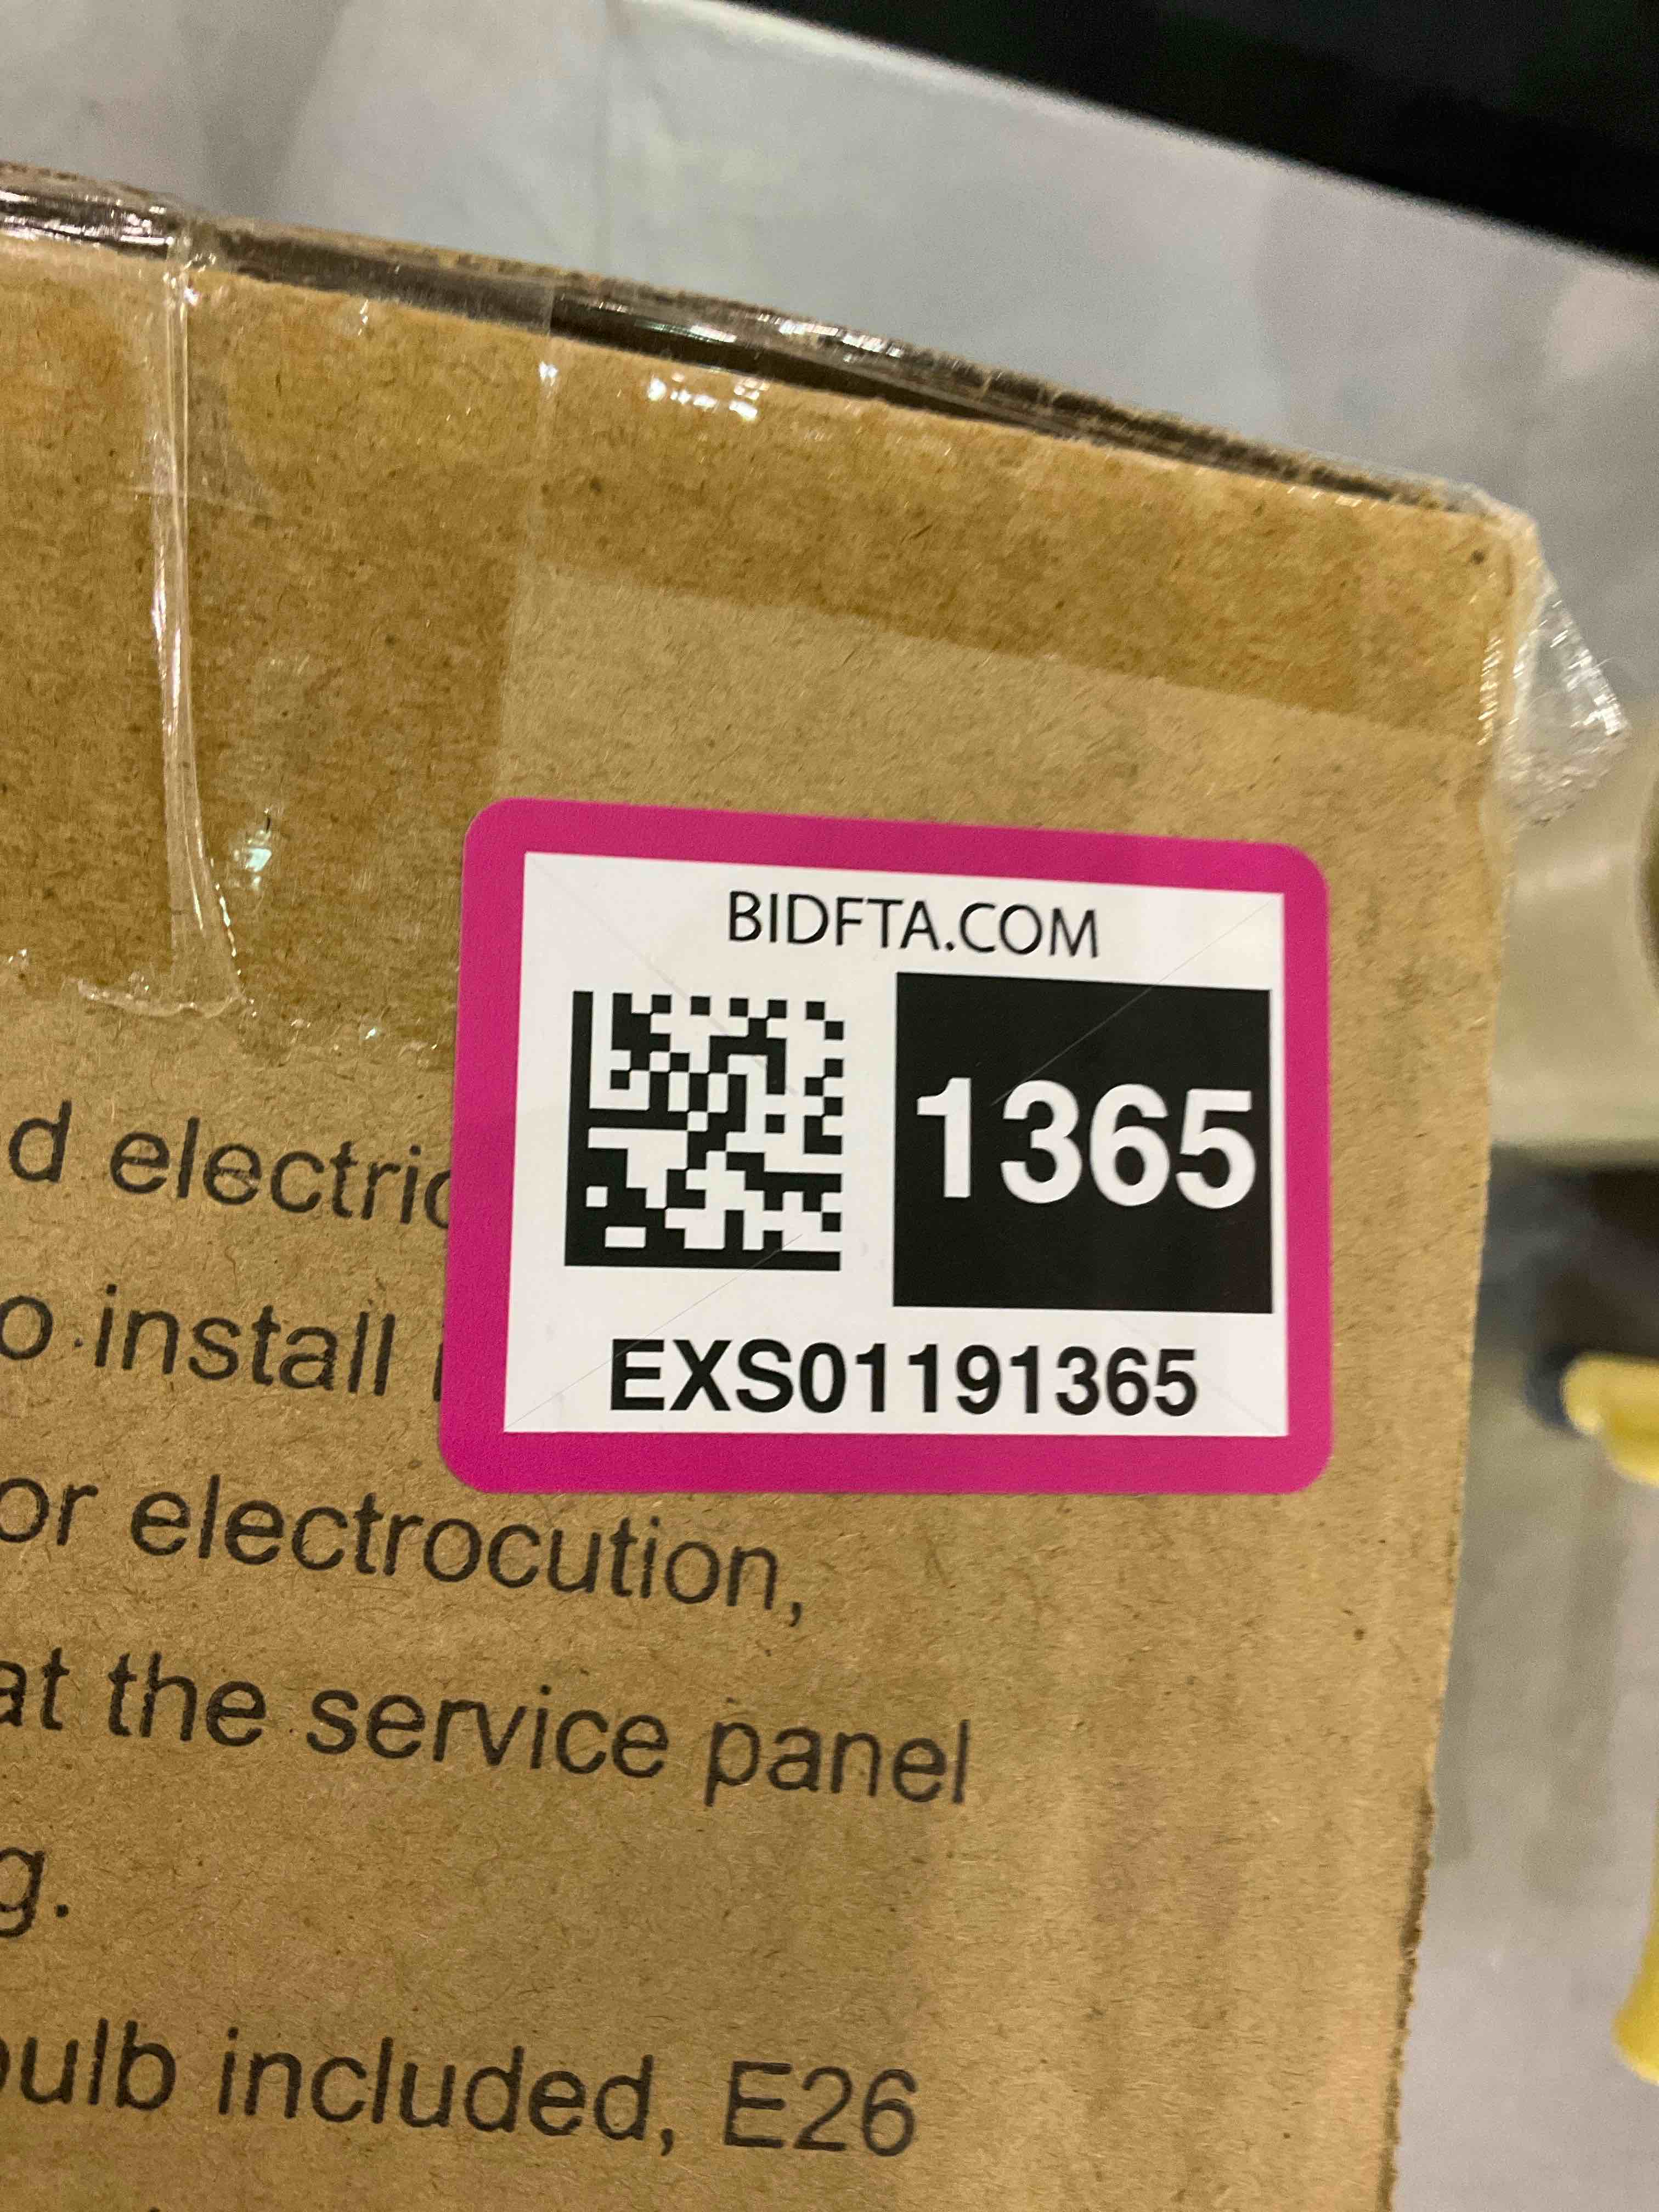 BIDFTA.COM
1365
EXS01191365
d electric
o install
or electrocution,
at the service panel
g.
bulb included, E26